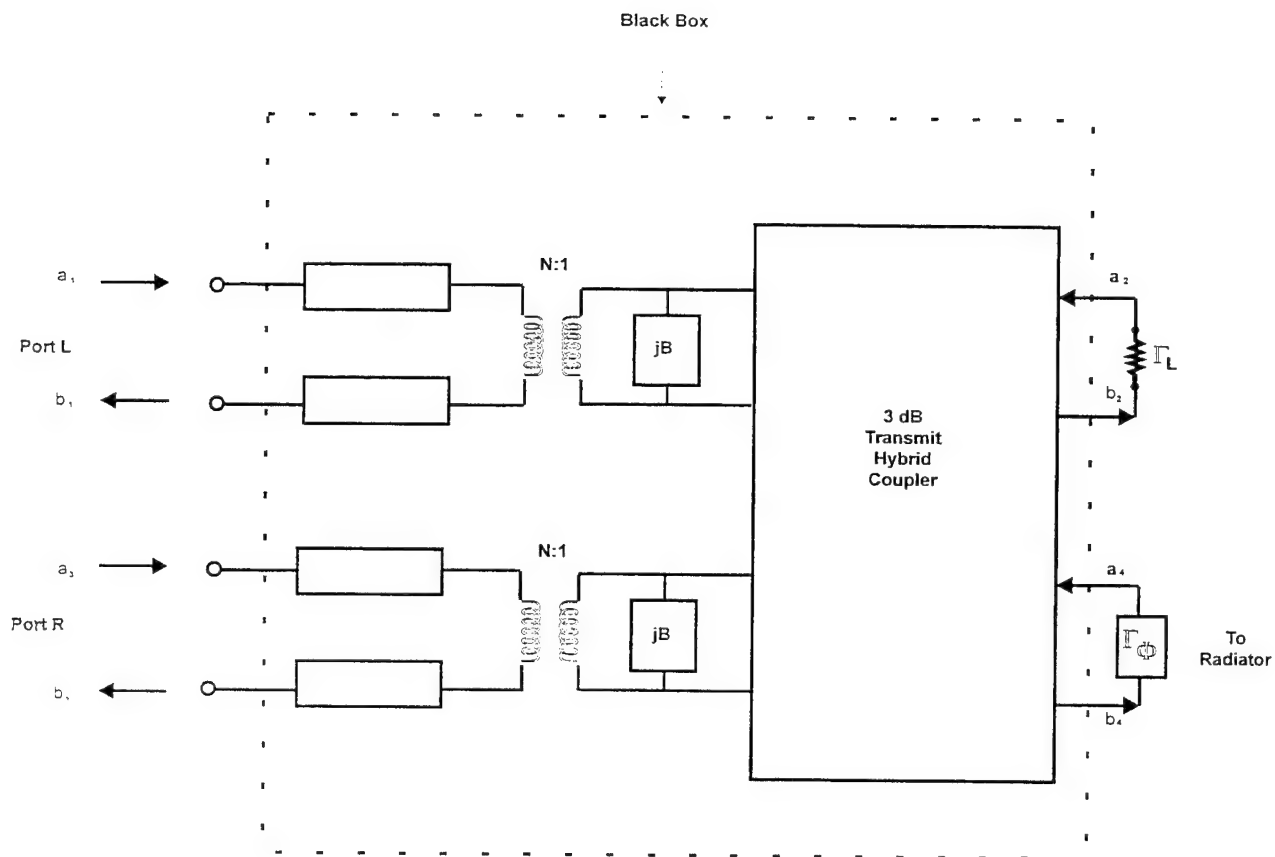 Black Box
a₁
Port L
b₁
N:1
jB
a₂
Γ_L
b₂
3 dB
Transmit
Hybrid
Coupler
a₃
Port R
N:1
jB
a₄
Γ_Φ
b₄
To
Radiator